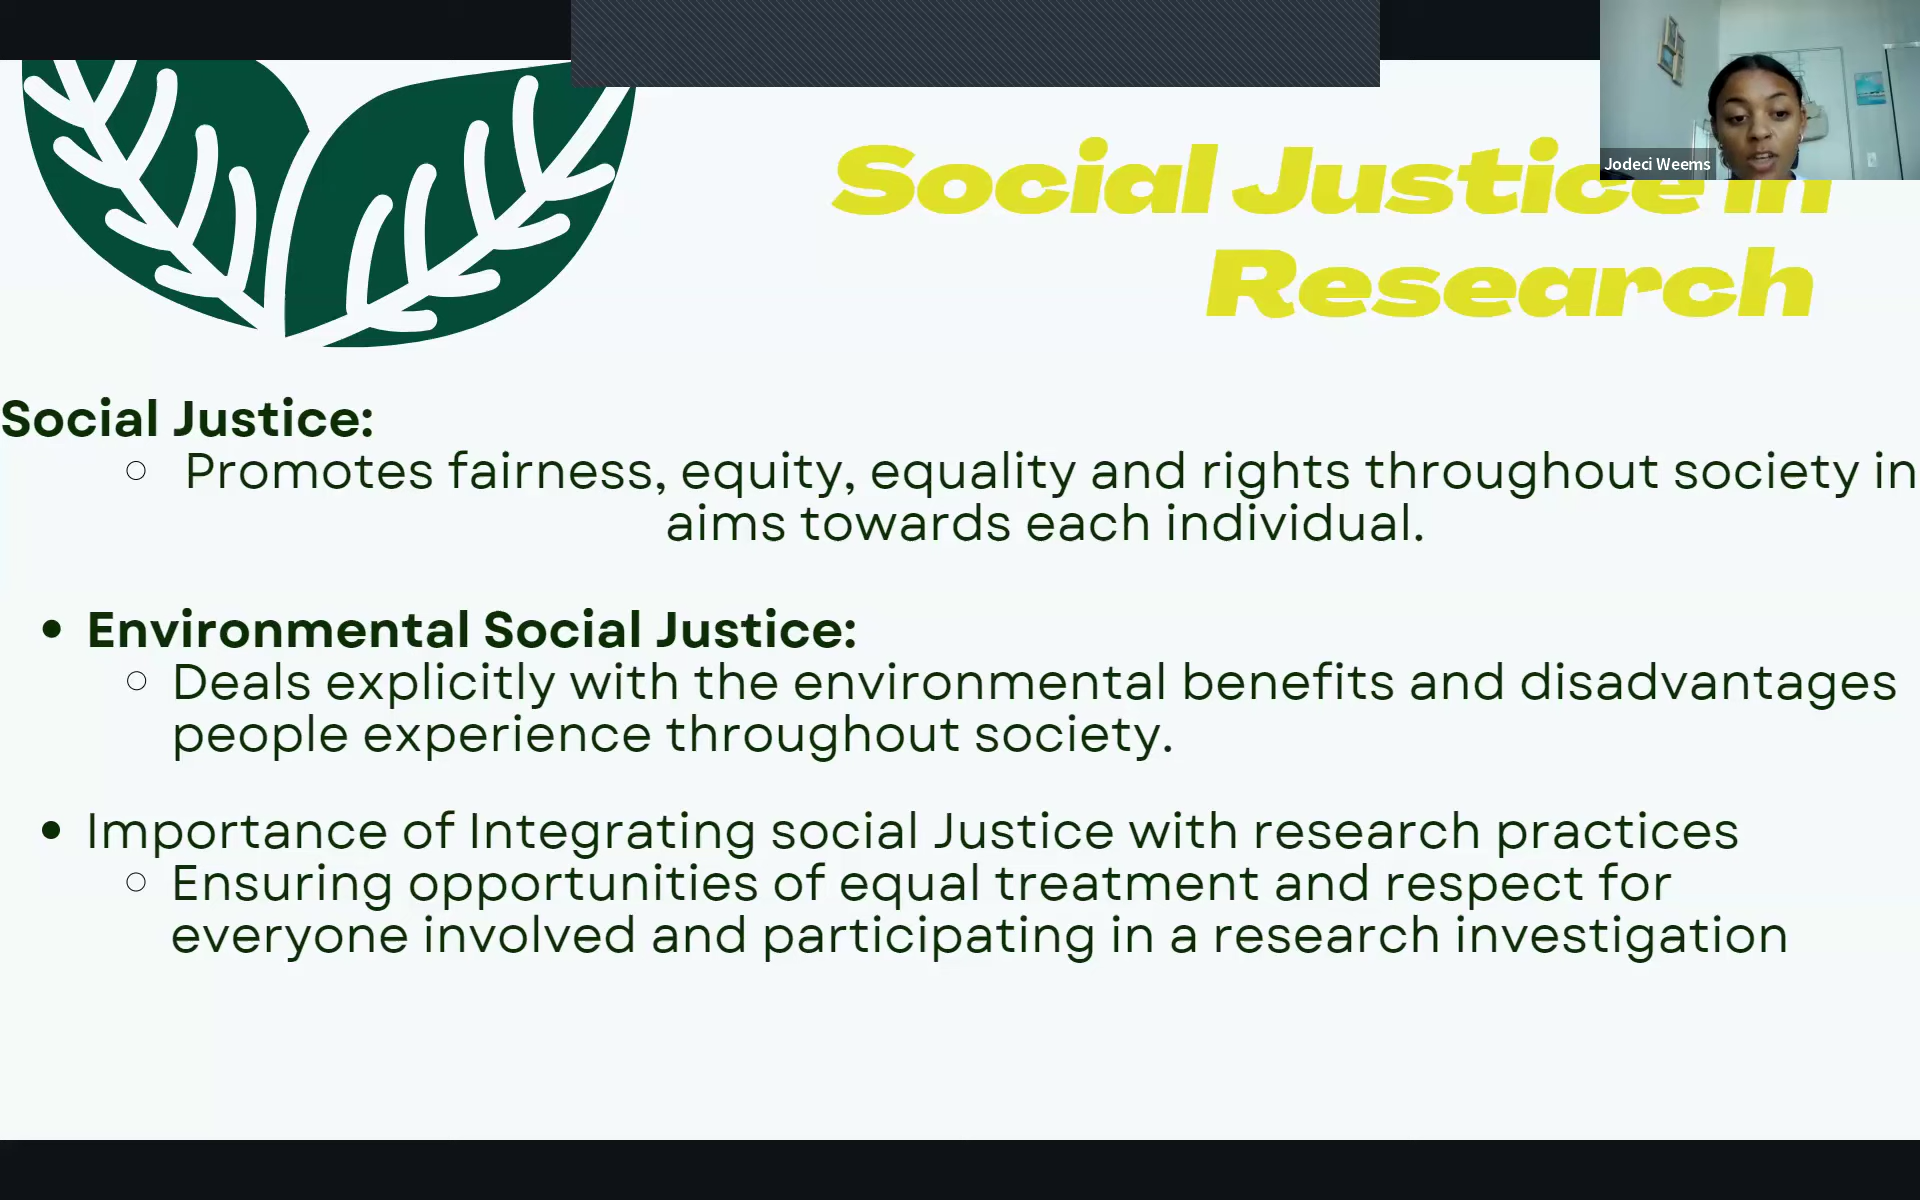 Social Justice in
Research
Jodeci Weems
Social Justice:
Promotes fairness, equity, equality and rights throughout society in
aims towards each individual.
Environmental Social Justice:
Deals explicitly with the environmental benefits and disadvantages
people experience throughout society.
Importance of Integrating social Justice with research practices
Ensuring opportunities of equal treatment and respect for
everyone involved and participating in a research investigation